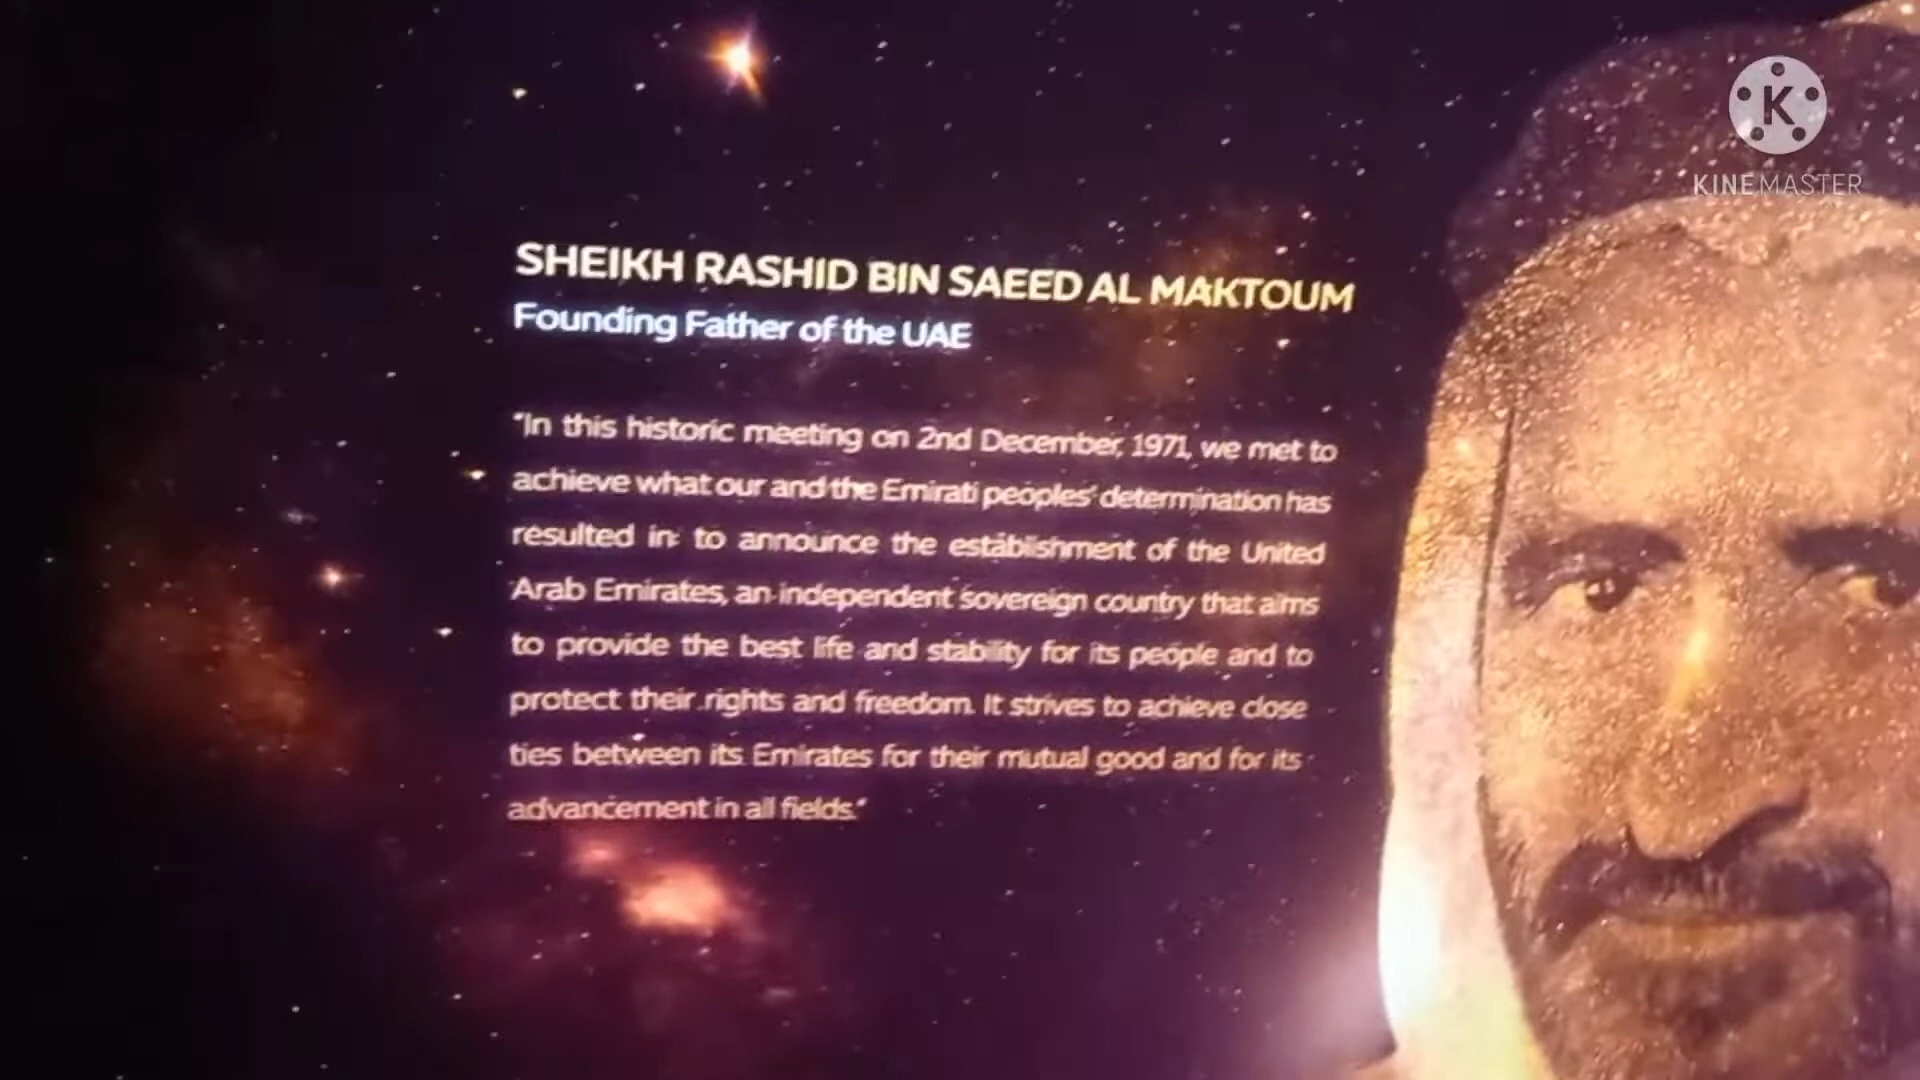 K
KINEMASTER
SHEIKH RASHID BIN SAEED AL MAKTOUM
Founding Father of the UAE
"In this historic meeting on 2nd December, 1971, we met to
achieve what our and the Emirati peoples' determination has
resulted in: to announce the establishment of the United
Arab Emirates, an independent sovereign country that aims
to provide the best life and stability for its people and to
protect their rights and freedom. It strives to achieve close
ties between its Emirates for their mutual good and for its
advancement in all fields."